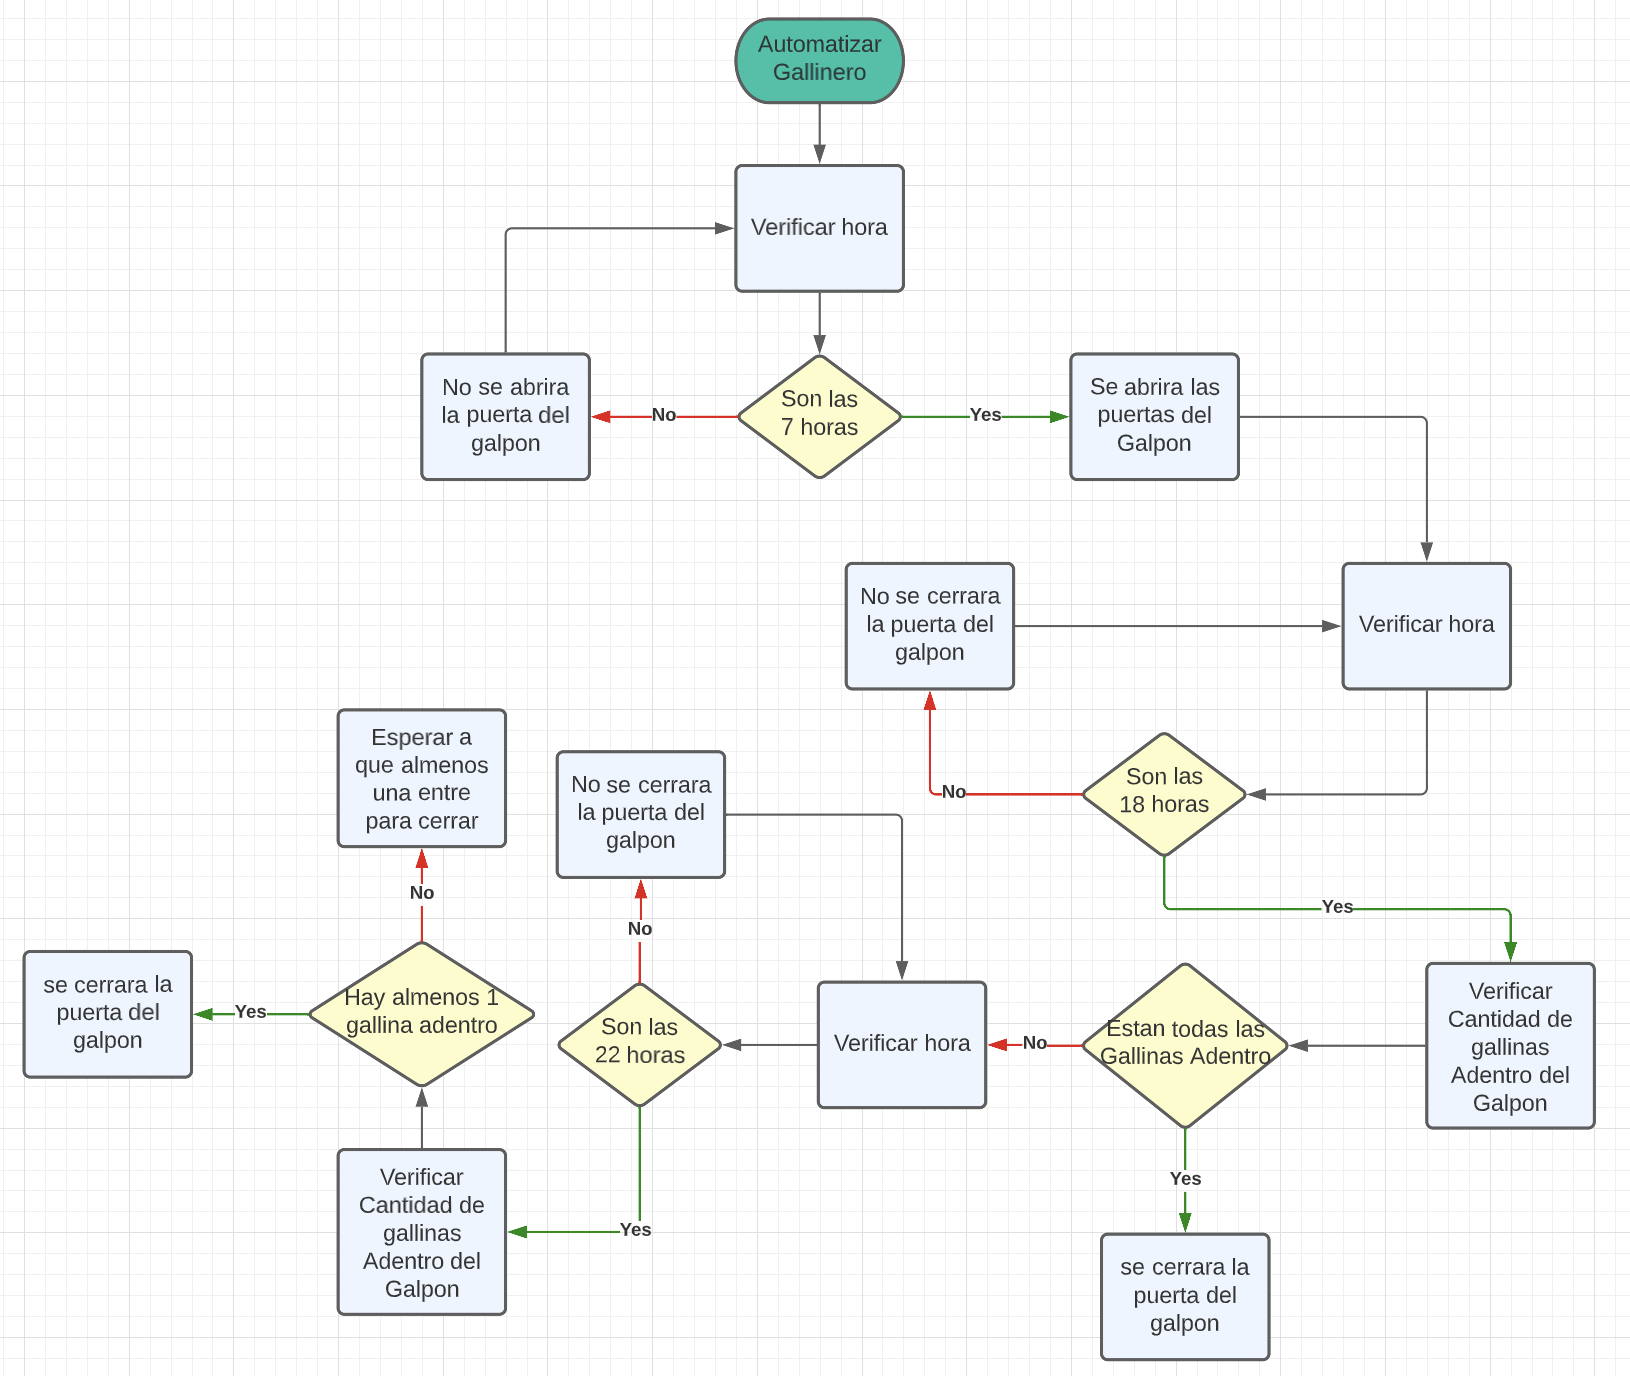 Automatizar
Gallinero
Verificar hora
No se abrira
la puerta del
galpon
No
Son las
7 horas
Yes
Se abrira las
puertas del
Galpon
No se cerrara
la puerta del
galpon
Verificar hora
Son las
18 horas
No
Yes
Esperar a
que almenos
una entre
para cerrar
No se cerrara
la puerta del
galpon
No
No
se cerrara la
puerta del
galpon
Yes
Hay almenos 1
gallina adentro
Son las
22 horas
Verificar hora
No
Estan todas las
Gallinas Adentro
Verificar
Cantidad de
gallinas
Adentro del
Galpon
Yes
Yes
Verificar
Cantidad de
gallinas
Adentro del
Galpon
se cerrara la
puerta del
galpon